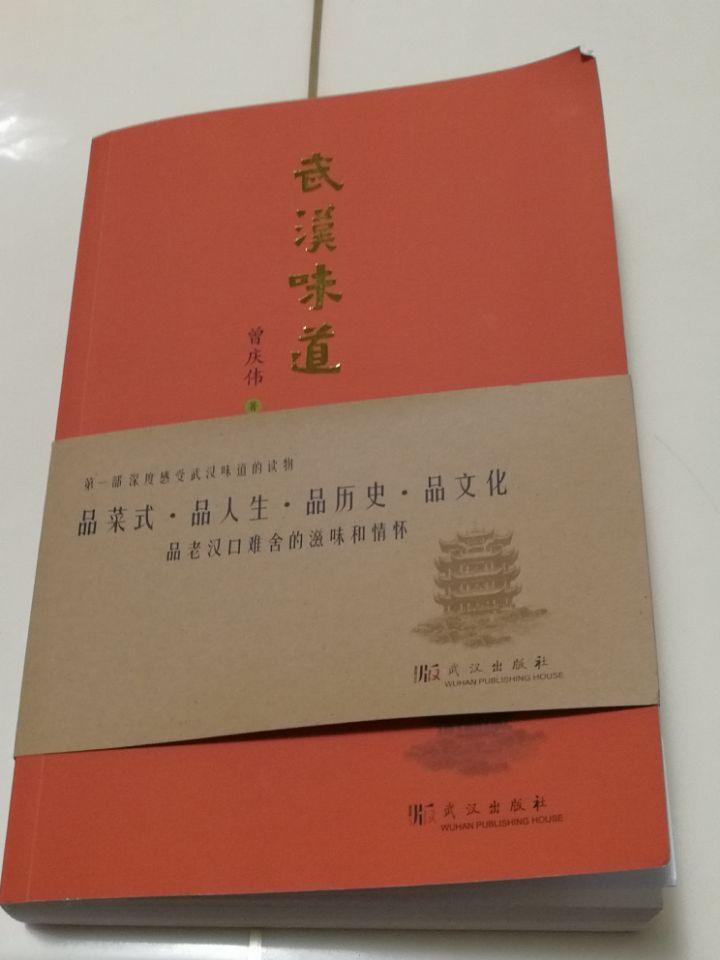 武漢味道
曾庆伟
著
第一部深度感受武汉味道的读物
品菜式·品人生·品历史·品文化
品老汉口难舍的滋味和情怀
武汉出版社
WUHAN PUBLISHING HOUSE
武汉出版社
WUHAN PUBLISHING HOUSE